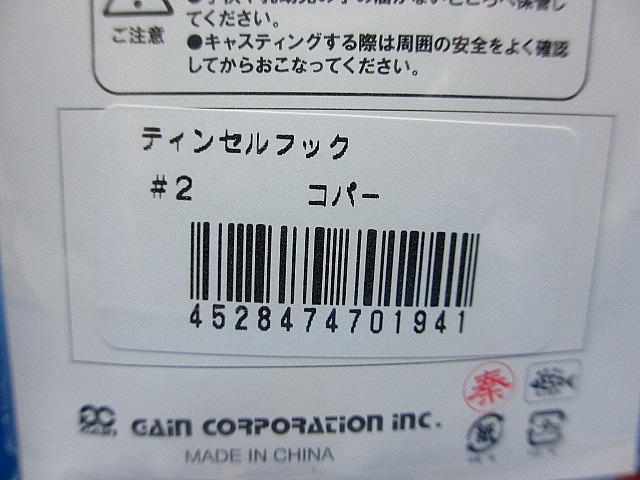 てください。
ご注意
●キャスティングする際は周囲の安全をよく確認
してからおこなってください。
ティンセルフック
#2 コパー
4528474701941
秦
GAIN CORPORATION INC.
MADE IN CHINA